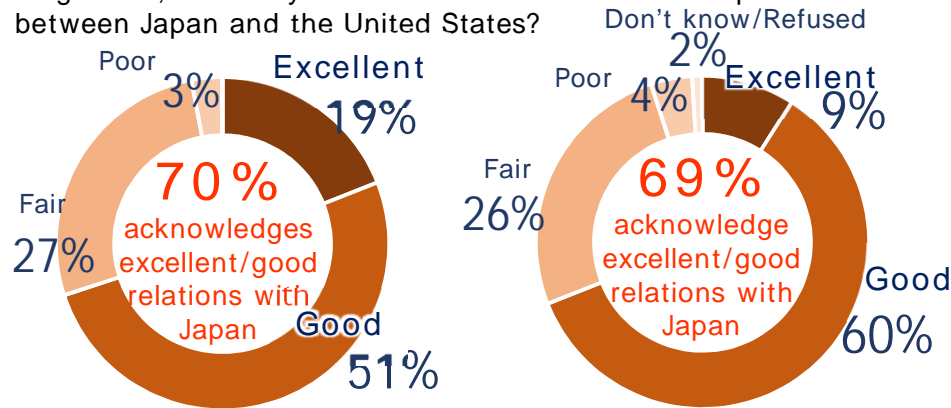 between Japan and the United States?
Don't know/Refused
2%
Poor
3%
Excellent
19%
Fair
27%
70%
acknowledges
excellent/good
relations with
Japan
Good
51%
Poor
4%
Excellent
9%
Fair
26%
69%
acknowledge
excellent/good
relations with
Japan
Good
60%